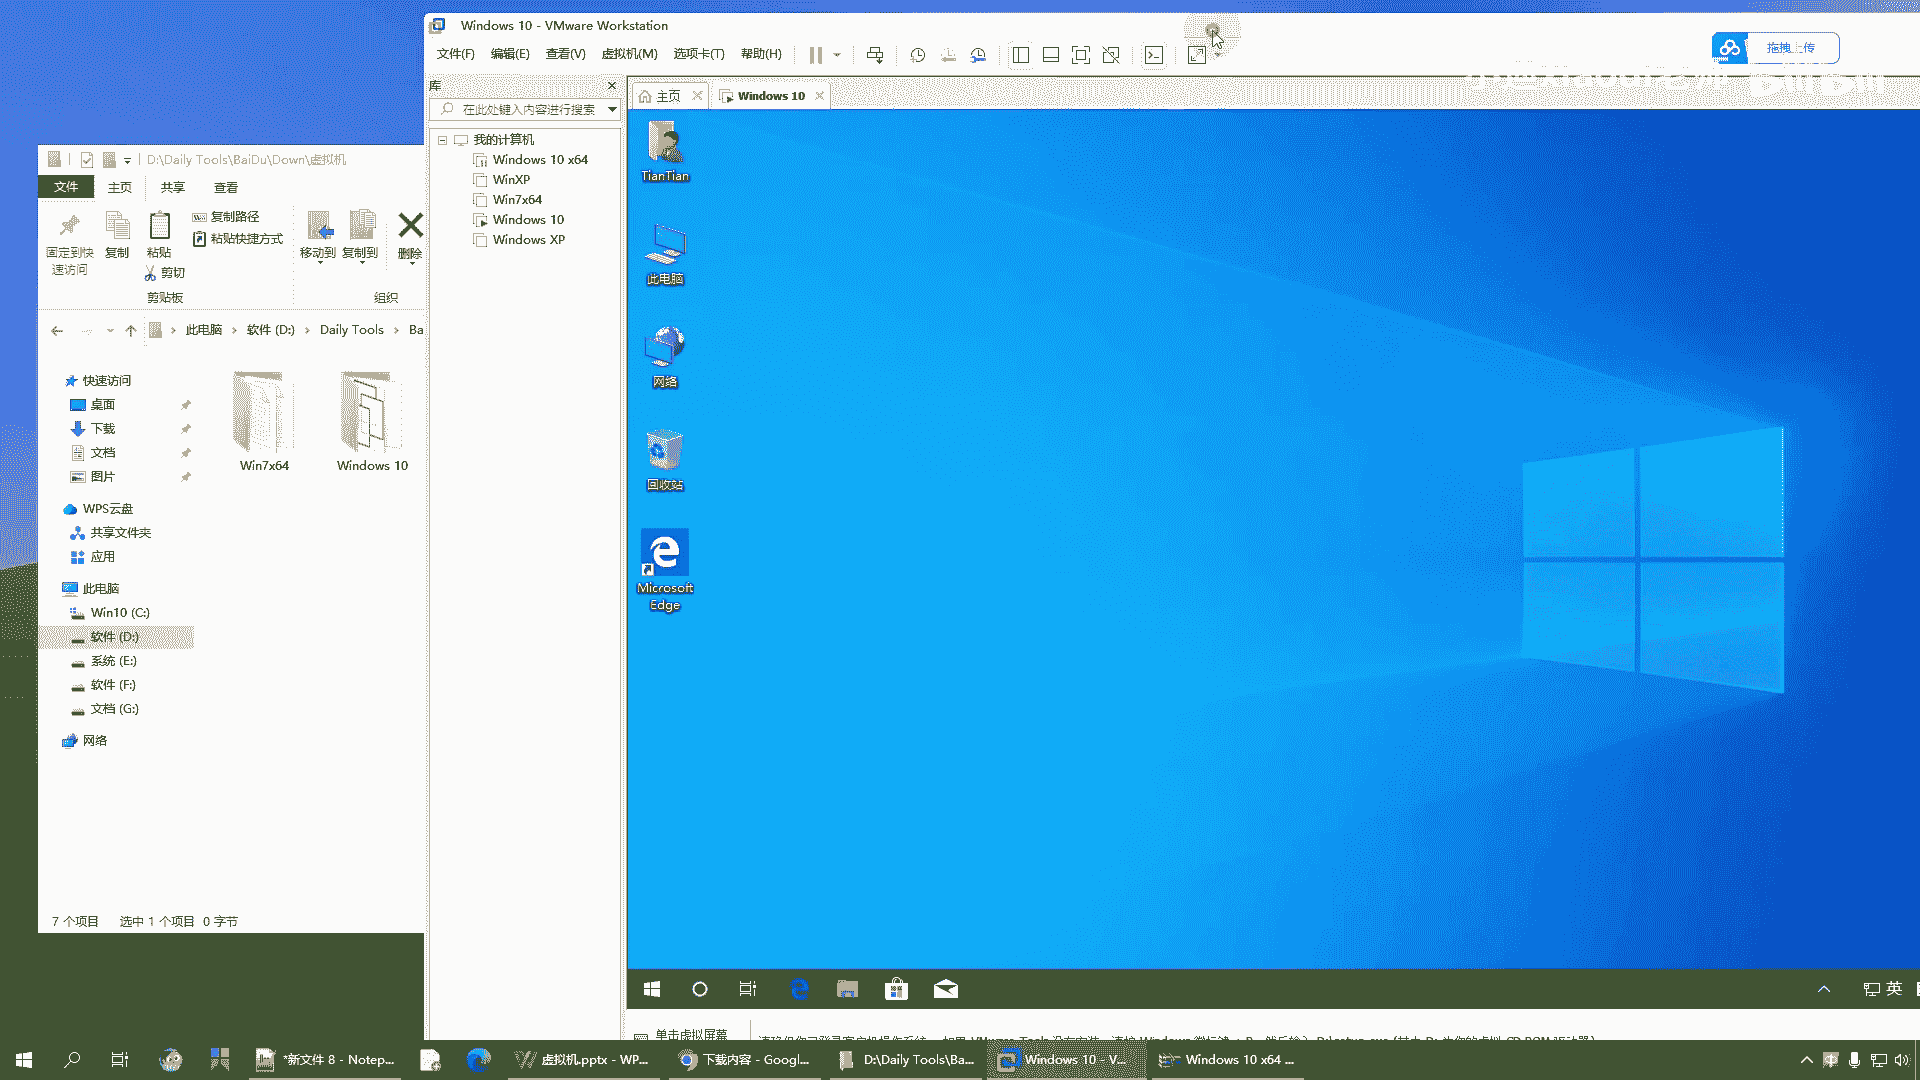 Windows 10 - VMware Workstation
文件(F) 编辑(E) 查看(V) 虚拟机(M) 选项卡(T) 帮助(H)
拖拽上传
库
在此处键入内容进行搜索
主页
Windows 10
我的计算机
Windows 10 x64
WinXP
Win7x64
Windows 10
Windows XP
D:\Daily Tools\BaiDu\Down\虚拟机
文件 主页 共享 查看
固定到快
速访问
复制
粘贴
复制路径
粘贴快捷方式
剪切
剪贴板
移动到 复制到 删除
组织
此电脑 软件 (D:) Daily Tools Ba
快速访问
桌面
下载
文档
图片
WPS云盘
共享文件夹
应用
此电脑
Win10 (C:)
软件 (D:)
系统 (E:)
软件 (F:)
文档 (G:)
网络
Win7x64
Windows 10
7 个项目 选中 1 个项目 0 字节
TianTian
此电脑
网络
回收站
Microsoft
Edge
英
单击虚拟屏幕
*新文件 8 - Notep...
虚拟机.pptx - WP...
下载内容 - Googl...
D:\Daily Tools\Ba...
Windows 10 - V...
Windows 10 x64 ...